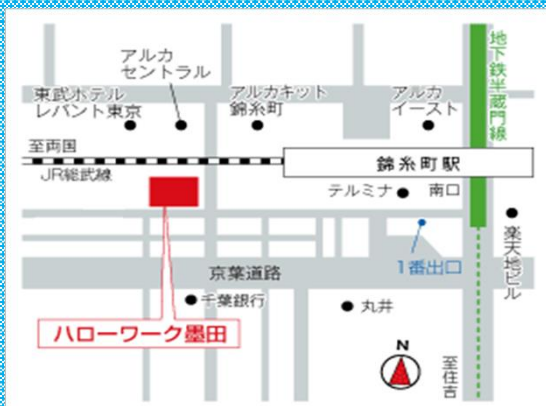 アルカ
セントラル
東武ホテル
レバント東京
アルカキット
錦糸町
アルカ
イースト
地下鉄半蔵門線
至両国
JR総武線
錦糸町駅
テルミナ
南口
1番出口
楽天地ビル
京葉道路
千葉銀行
丸井
ハローワーク墨田
N
至住吉